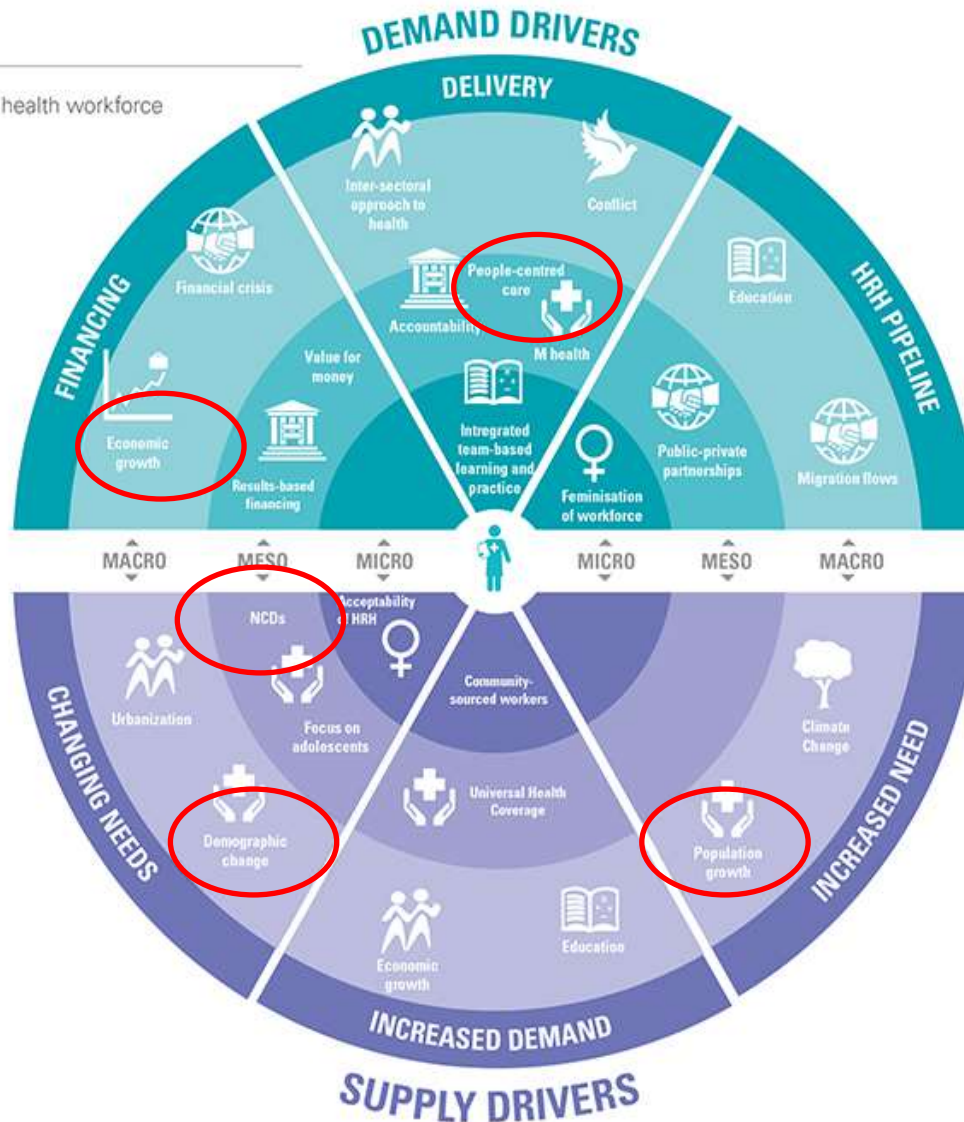 DEMAND DRIVERS
health workforce
DELIVERY
FINANCING
HRH PIPELINE
Inter-sectoral
approach to
health
Conflict
Financial crisis
People-centred
care
Education
Accountability
M health
Value for
money
Economic
growth
Results-based
financing
Intregrated
team-based
learning and
practice
Feminisation
of workforce
Public-private
partnerships
Migration flows
MACRO
MESO
MICRO
MICRO
MESO
MACRO
CHANGING NEEDS
INCREASED NEED
NCDs
Acceptability
of HRH
Urbanization
Focus on
adolescents
Community-
sourced workers
Climate
Change
Demographic
change
Universal Health
Coverage
Population
growth
Economic
growth
Education
INCREASED DEMAND
SUPPLY DRIVERS